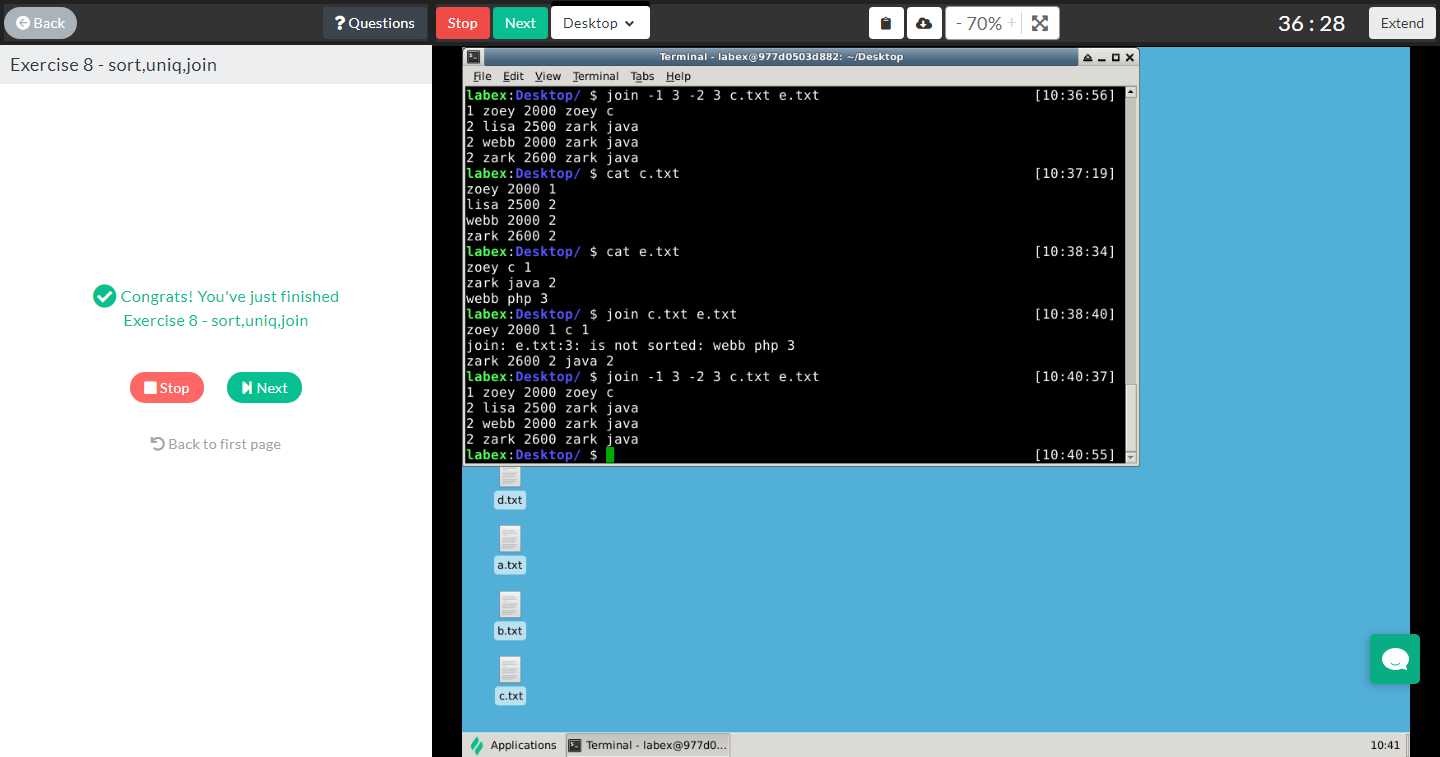 Back
Questions
Stop
Next
Desktop
- 70% +
36 : 28
Extend
Exercise 8 - sort,uniq,join
Congrats! You've just finished
Exercise 8 - sort,uniq,join
Stop
Next
Back to first page
Terminal - labex@977d0503d882: ~/Desktop
File Edit View Terminal Tabs Help
labex:Desktop/ $ join -1 3 -2 3 c.txt e.txt [10:36:56]
1 zoey 2000 zoey c
2 lisa 2500 zark java
2 webb 2000 zark java
2 zark 2600 zark java
labex:Desktop/ $ cat c.txt [10:37:19]
zoey 2000 1
lisa 2500 2
webb 2000 2
zark 2600 2
labex:Desktop/ $ cat e.txt [10:38:34]
zoey c 1
zark java 2
webb php 3
labex:Desktop/ $ join c.txt e.txt [10:38:40]
zoey 2000 1 c 1
join: e.txt:3: is not sorted: webb php 3
zark 2600 2 java 2
labex:Desktop/ $ join -1 3 -2 3 c.txt e.txt [10:40:37]
1 zoey 2000 zoey c
2 lisa 2500 zark java
2 webb 2000 zark java
2 zark 2600 zark java
labex:Desktop/ $ [10:40:55]
d.txt
a.txt
b.txt
c.txt
Applications
Terminal - labex@977d0...
10:41